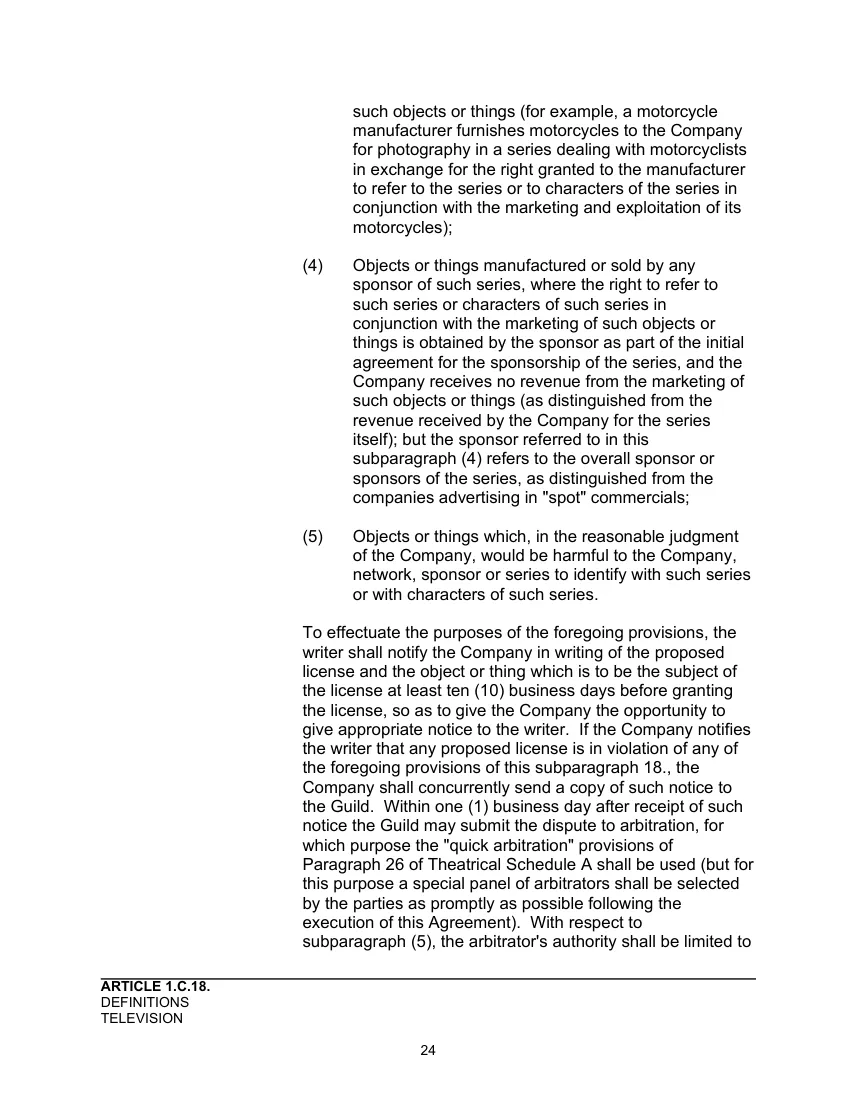 such objects or things (for example, a motorcycle
manufacturer furnishes motorcycles to the Company
for photography in a series dealing with motorcyclists
in exchange for the right granted to the manufacturer
to refer to the series or to characters of the series in
conjunction with the marketing and exploitation of its
motorcycles);
(4) Objects or things manufactured or sold by any
sponsor of such series, where the right to refer to
such series or characters of such series in
conjunction with the marketing of such objects or
things is obtained by the sponsor as part of the initial
agreement for the sponsorship of the series, and the
Company receives no revenue from the marketing of
such objects or things (as distinguished from the
revenue received by the Company for the series
itself); but the sponsor referred to in this
subparagraph (4) refers to the overall sponsor or
sponsors of the series, as distinguished from the
companies advertising in "spot" commercials;
(5) Objects or things which, in the reasonable judgment
of the Company, would be harmful to the Company,
network, sponsor or series to identify with such series
or with characters of such series.
To effectuate the purposes of the foregoing provisions, the
writer shall notify the Company in writing of the proposed
license and the object or thing which is to be the subject of
the license at least ten (10) business days before granting
the license, so as to give the Company the opportunity to
give appropriate notice to the writer.  If the Company notifies
the writer that any proposed license is in violation of any of
the foregoing provisions of this subparagraph 18., the
Company shall concurrently send a copy of such notice to
the Guild.  Within one (1) business day after receipt of such
notice the Guild may submit the dispute to arbitration, for
which purpose the "quick arbitration" provisions of
Paragraph 26 of Theatrical Schedule A shall be used (but for
this purpose a special panel of arbitrators shall be selected
by the parties as promptly as possible following the
execution of this Agreement).  With respect to
subparagraph (5), the arbitrator's authority shall be limited to
ARTICLE 1.C.18.
DEFINITIONS
TELEVISION
24